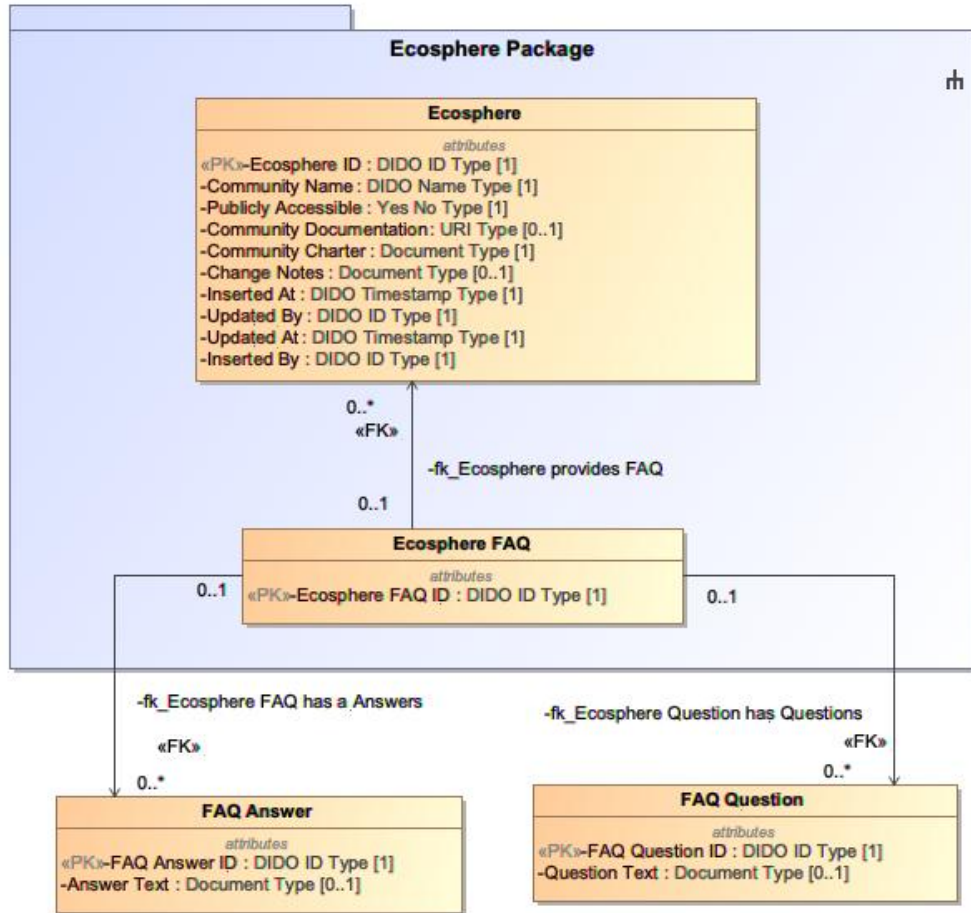 Ecosphere Package
Ecosphere
attributes
«PK»-Ecosphere ID : DIDO ID Type [1]
-Community Name : DIDO Name Type [1]
-Publicly Accessible : Yes No Type [1]
-Community Documentation : URI Type [0..1]
-Community Charter : Document Type [1]
-Change Notes : Document Type [0..1]
-Inserted At : DIDO Timestamp Type [1]
-Updated By : DIDO ID Type [1]
-Updated At : DIDO Timestamp Type [1]
-Inserted By : DIDO ID Type [1]
0..*
«FK»
-fk_Ecosphere provides FAQ
0..1
Ecosphere FAQ
attributes
«PK»-Ecosphere FAQ ID : DIDO ID Type [1]
0..1
0..1
-fk_Ecosphere FAQ has a Answers
«FK»
0..*
-fk_Ecosphere Question has Questions
«FK»
0..*
FAQ Answer
attributes
«PK»-FAQ Answer ID : DIDO ID Type [1]
-Answer Text : Document Type [0..1]
FAQ Question
attributes
«PK»-FAQ Question ID : DIDO ID Type [1]
-Question Text : Document Type [0..1]